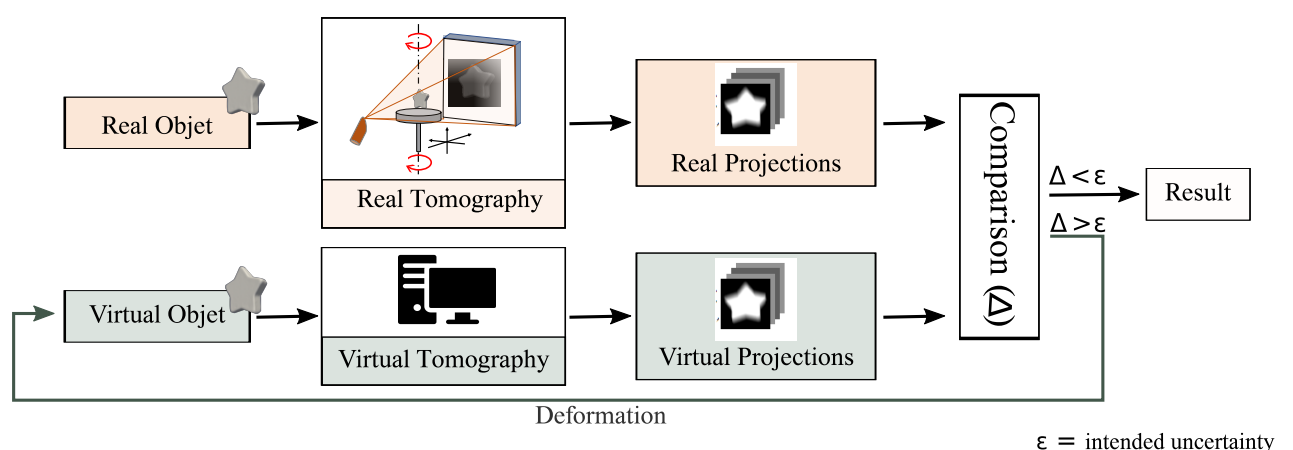 Real Objet
Real Tomography
Real Projections
Comparison (Δ)
Δ < ε
Result
Δ > ε
Virtual Objet
Virtual Tomography
Virtual Projections
Deformation
ε = intended uncertainty